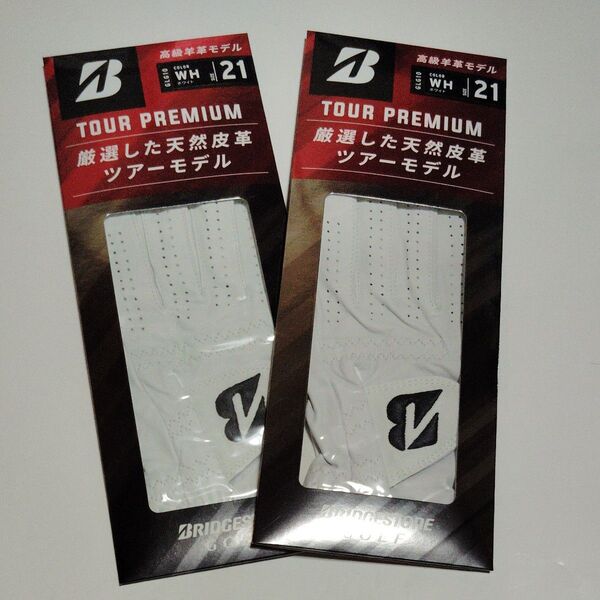 高級羊革モデル
B GLG10 COLOR WH ホワイト SIZE 21
TOUR PREMIUM
厳選した天然皮革
ツアーモデル
B
BRIDGESTONE
GOLF
高級羊革モデル
B GLG10 COLOR WH ホワイト SIZE 21
TOUR PREMIUM
厳選した天然皮革
ツアーモデル
B
BRIDGESTONE
GOLF